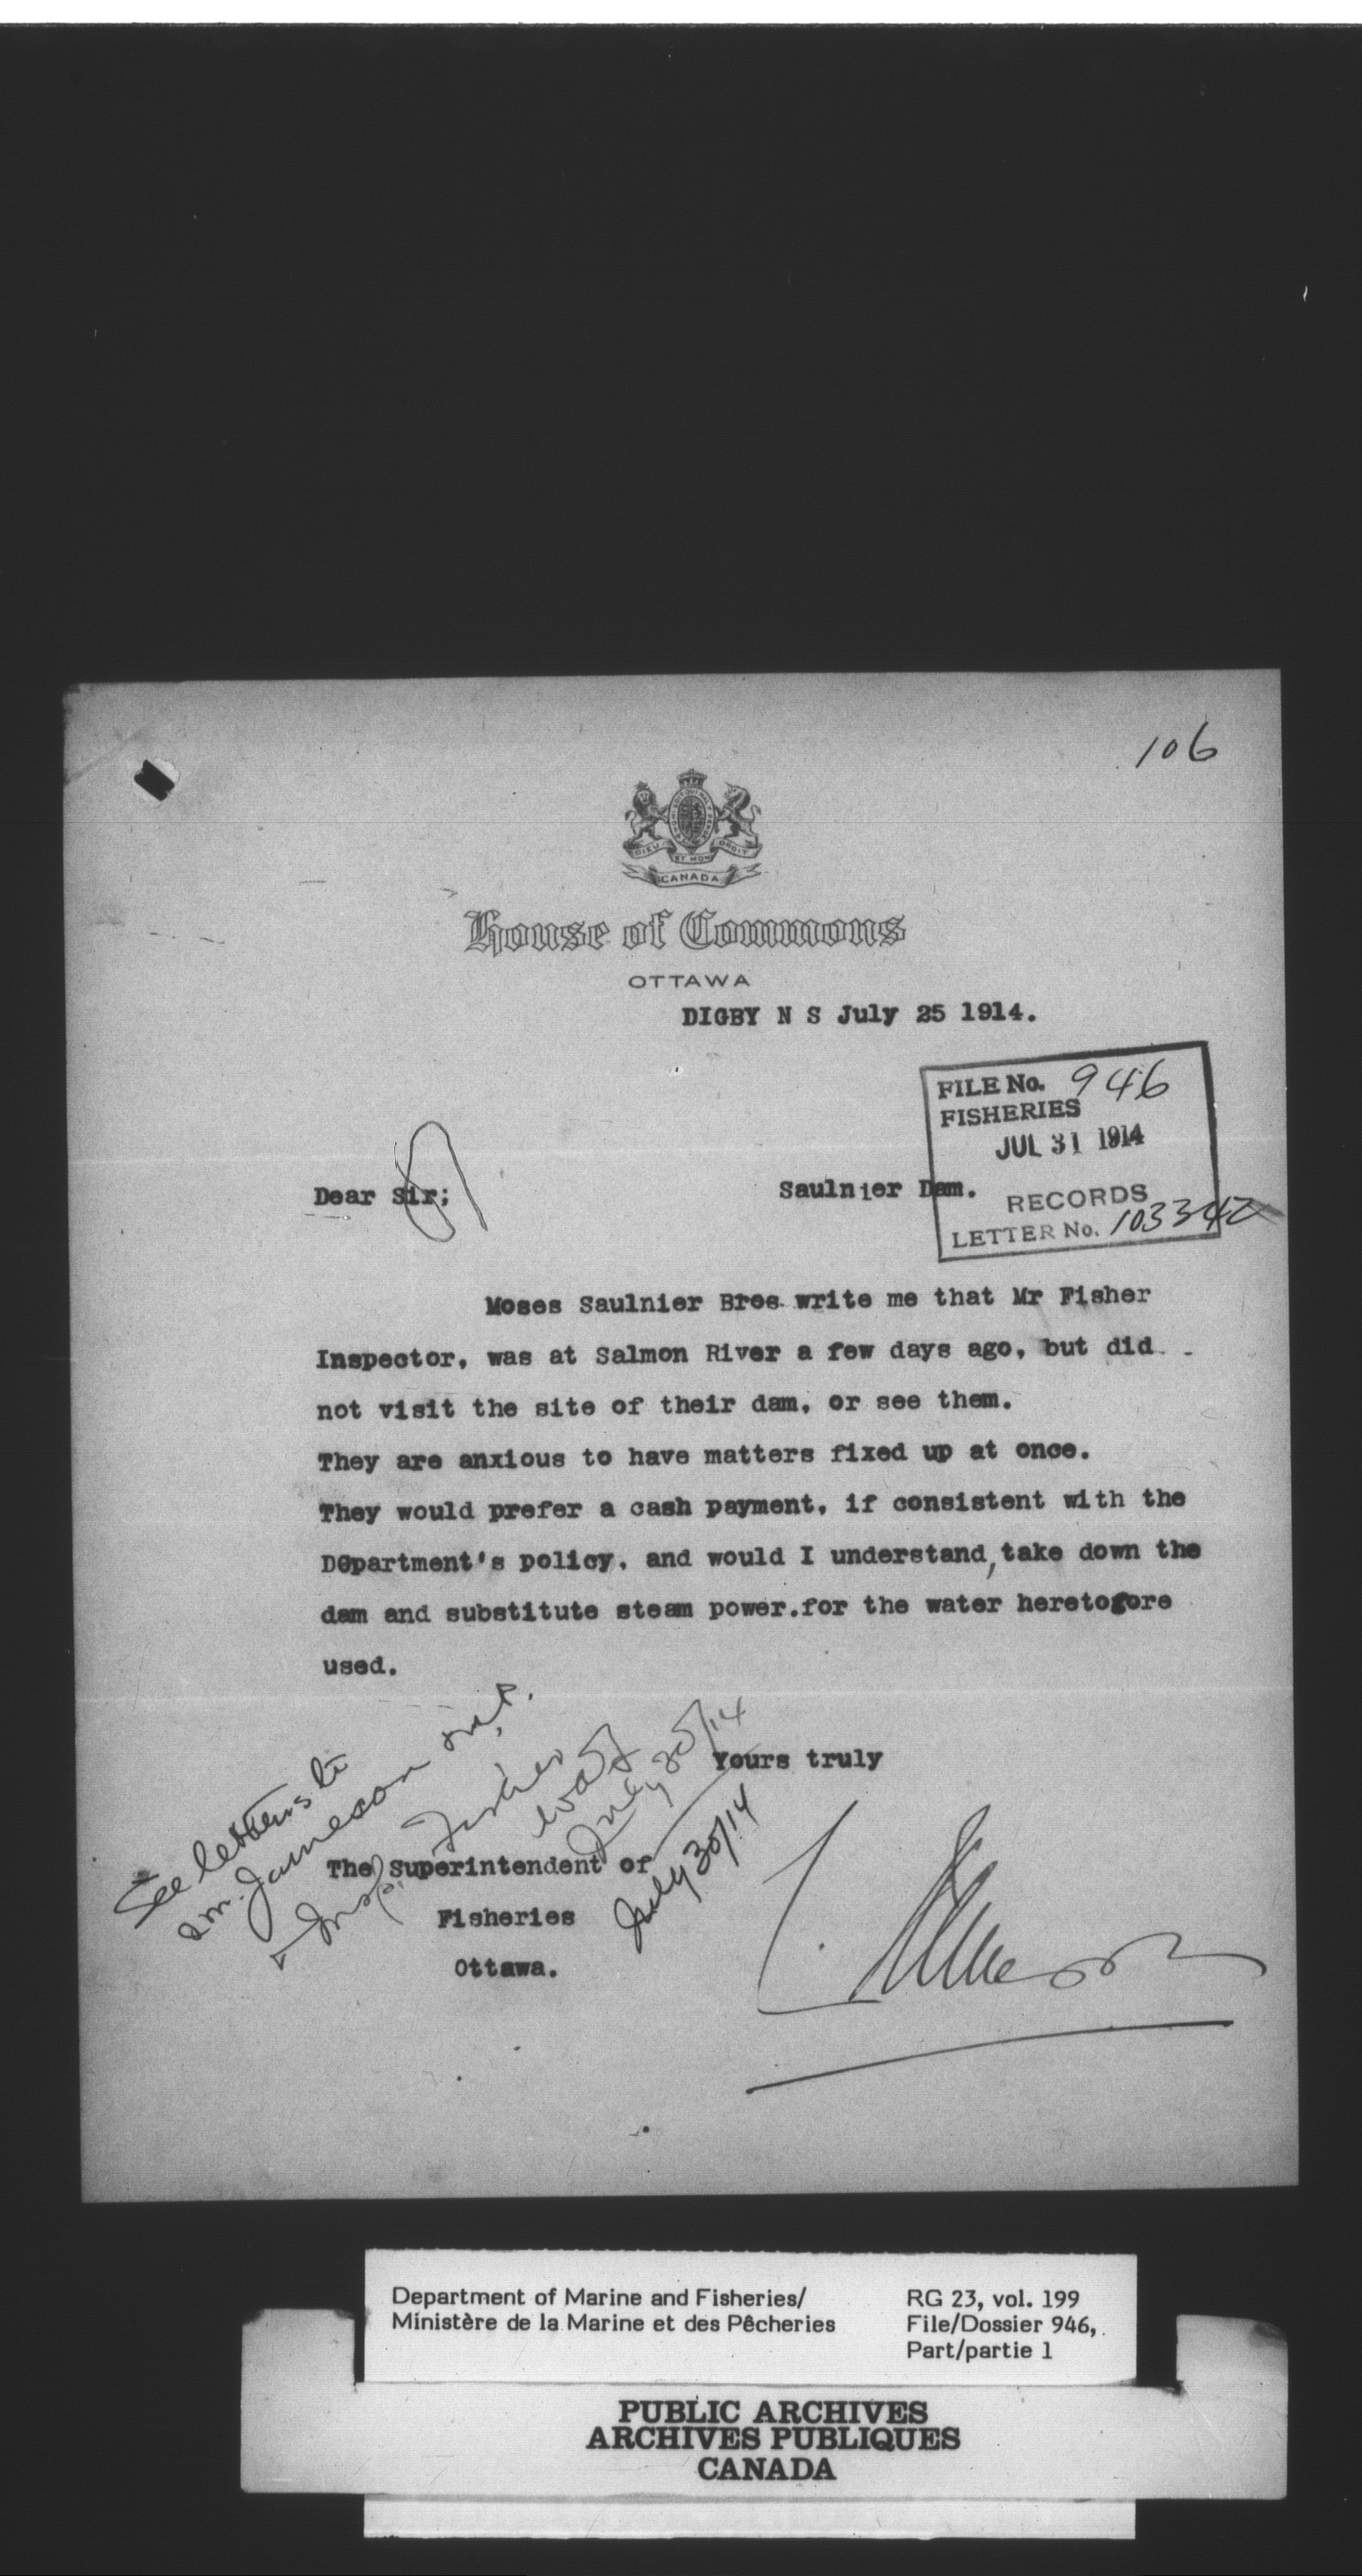 106
DIEU ET MON DROIT
CANADA
House of Commons
OTTAWA
DIGBY N S July 25 1914.
FILE No. 946
FISHERIES
JUL 31 1914
RECORDS
LETTER No. 103342
Dear Sir;
Saulnier Dam.
Moses Saulnier Bros. write me that Mr Fisher
Inspector, was at Salmon River a few days ago, but did
not visit the site of their dam, or see them.
They are anxious to have matters fixed up at once.
They would prefer a cash payment, if consistent with the
Department's policy, and would I understand, take down the
dam and substitute steam power.for the water heretogore
used.
Yours truly
See letters to
Jameson M.P.
Insp. Fisher of
July 30/14
July 30/14
The Superintendent of
Fisheries
Ottawa.
Department of Marine and Fisheries/
Ministère de la Marine et des Pêcheries
RG 23, vol. 199
File/Dossier 946,
Part/partie 1
PUBLIC ARCHIVES
ARCHIVES PUBLIQUES
CANADA